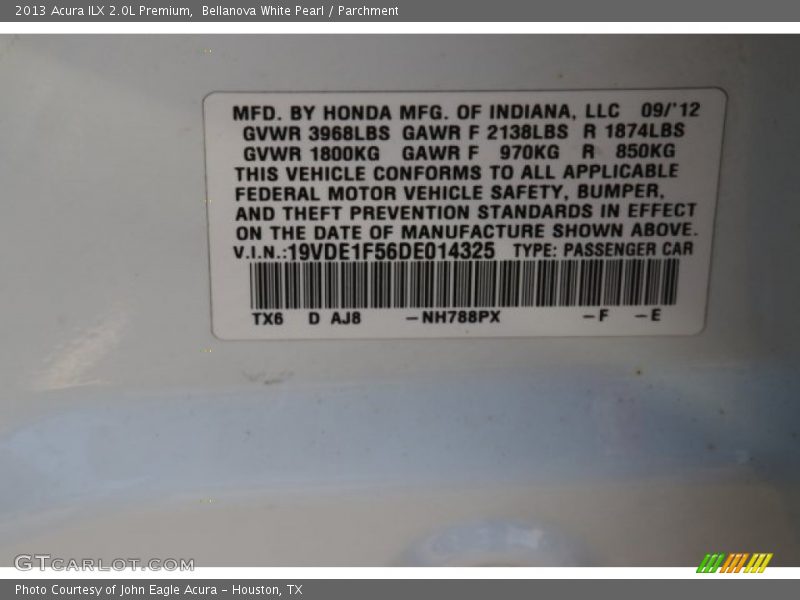 2013 Acura ILX 2.0L Premium,  Bellanova White Pearl / Parchment
MFD. BY HONDA MFG. OF INDIANA, LLC 09/'12
GVWR 3968LBS GAWR F 2138LBS R 1874LBS
GVWR 1800KG GAWR F 970KG R 850KG
THIS VEHICLE CONFORMS TO ALL APPLICABLE
FEDERAL MOTOR VEHICLE SAFETY, BUMPER,
AND THEFT PREVENTION STANDARDS IN EFFECT
ON THE DATE OF MANUFACTURE SHOWN ABOVE.
V.I.N.:19VDE1F56DE014325 TYPE: PASSENGER CAR
TX6 D AJ8 –NH788PX –F –E
GTCARLOT.COM
Photo Courtesy of John Eagle Acura – Houston, TX